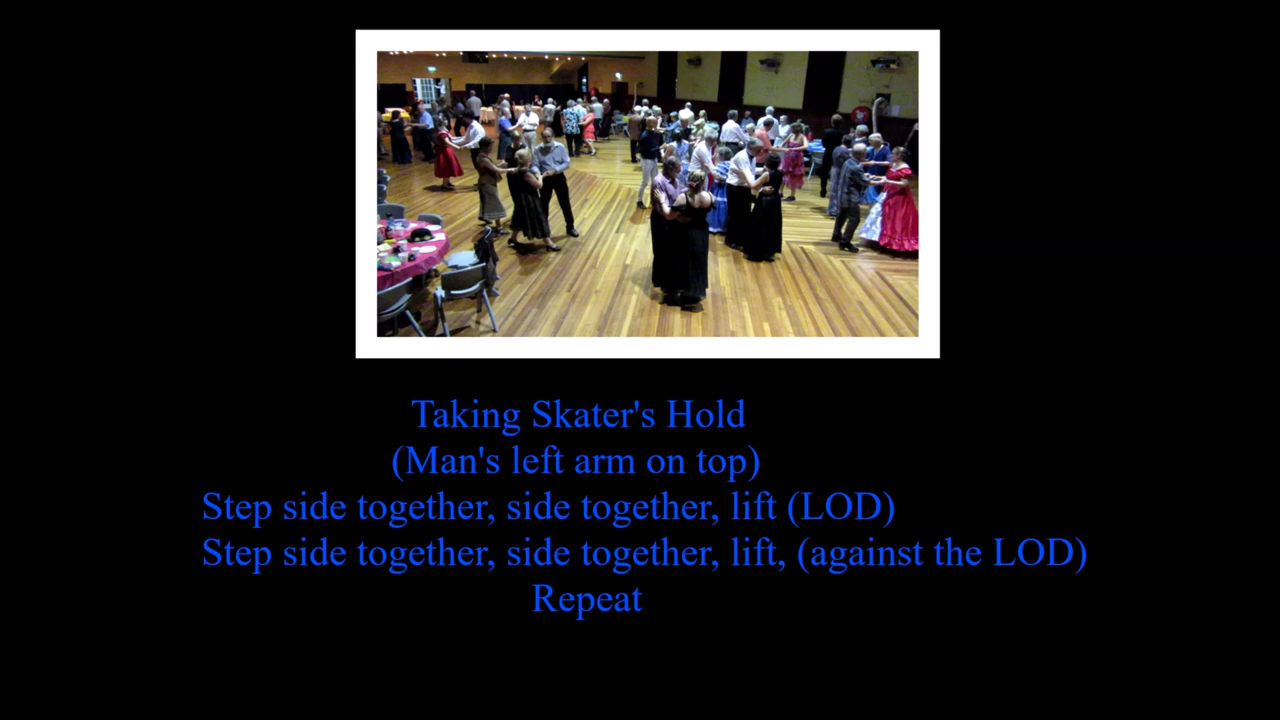 Taking Skater's Hold
(Man's left arm on top)
Step side together, side together, lift (LOD)
Step side together, side together, lift, (against the LOD)
Repeat